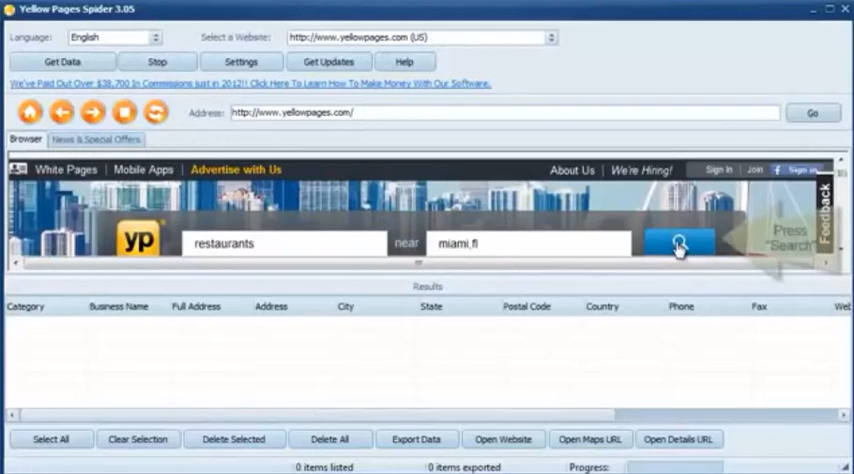 Yellow Pages Spider 3.05
Language: English Select a Website: http://www.yellowpages.com (US)
Get Data Stop Settings Get Updates Help
We've Paid Out Over $38,700 In Commissions just in 2012!! Click Here To Learn How To Make Money With Our Software.
Address: http://www.yellowpages.com/ Go
Browser News & Special Offers
White Pages Mobile Apps Advertise with Us About Us We're Hiring! Sign In Join f Sign in
Feedback
yp restaurants near miami,fl Press
"Search"
Results
Category Business Name Full Address Address City State Postal Code Country Phone Fax Web
Select All Clear Selection Delete Selected Delete All Export Data Open Website Open Maps URL Open Details URL
0 items listed 0 items exported Progress: